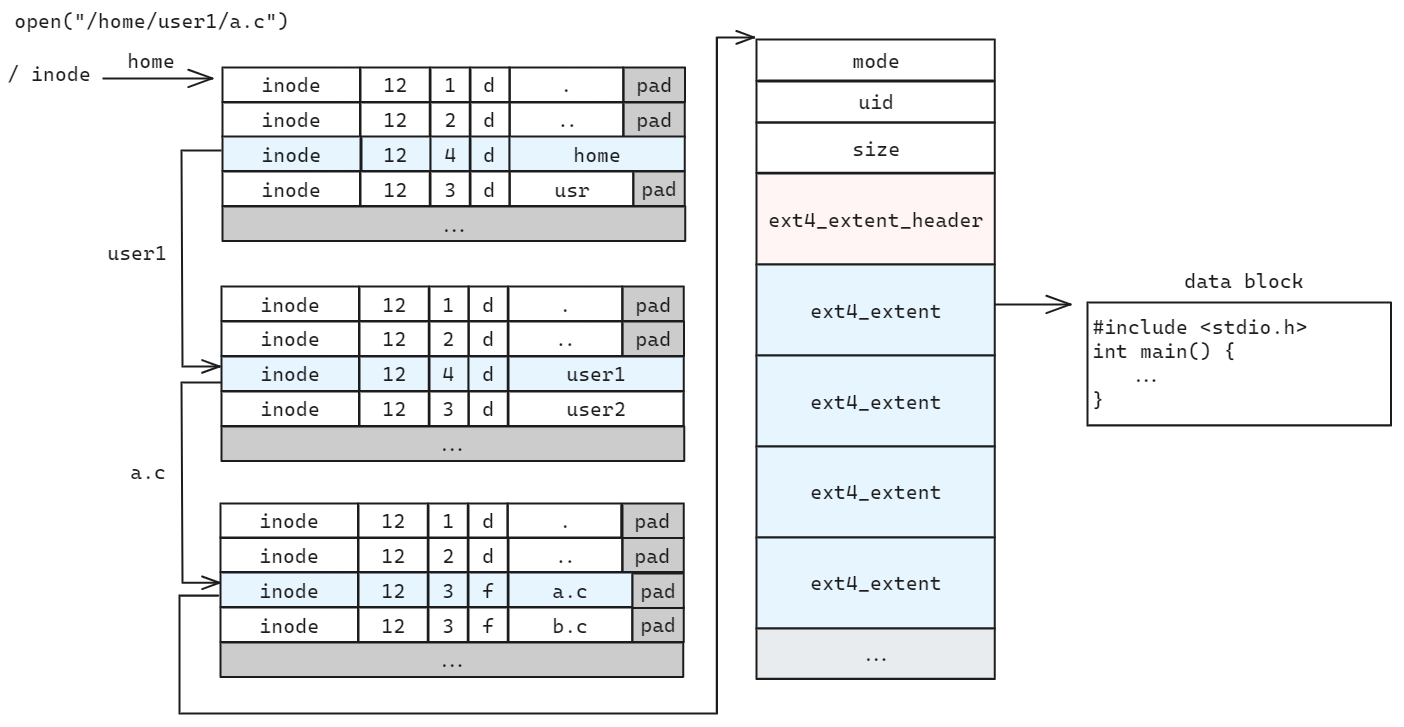 open("/home/user1/a.c")
/ inode
home
inode 12 1 d . pad
inode 12 2 d .. pad
inode 12 4 d home
inode 12 3 d usr pad
...
user1
inode 12 1 d . pad
inode 12 2 d .. pad
inode 12 4 d user1
inode 12 3 d user2
...
a.c
inode 12 1 d . pad
inode 12 2 d .. pad
inode 12 3 f a.c pad
inode 12 3 f b.c pad
...
mode
uid
size
ext4_extent_header
ext4_extent
ext4_extent
ext4_extent
ext4_extent
...
data block
#include <stdio.h>
int main() {
...
}